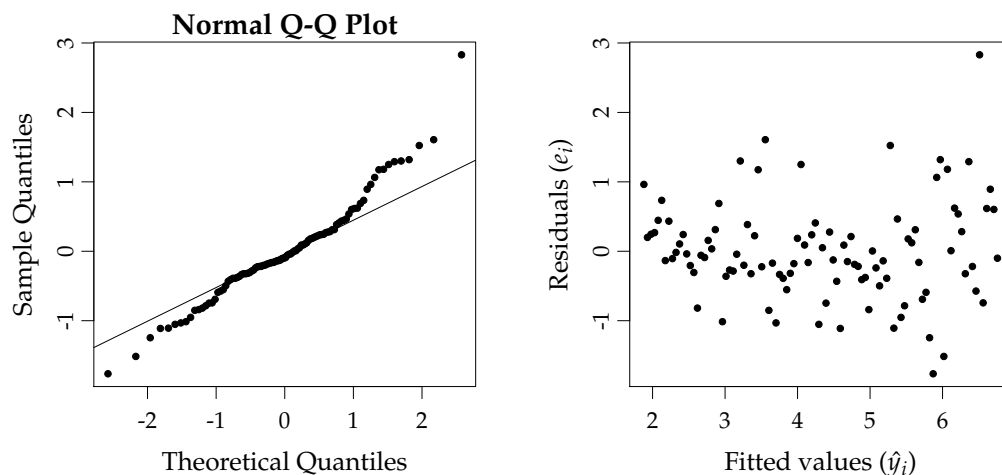 Normal Q-Q Plot
Sample Quantiles
3
2
1
0
-1
-2 -1 0 1 2
Theoretical Quantiles
Residuals (e_i)
3
2
1
0
-1
2 3 4 5 6
Fitted values (ŷ_i)